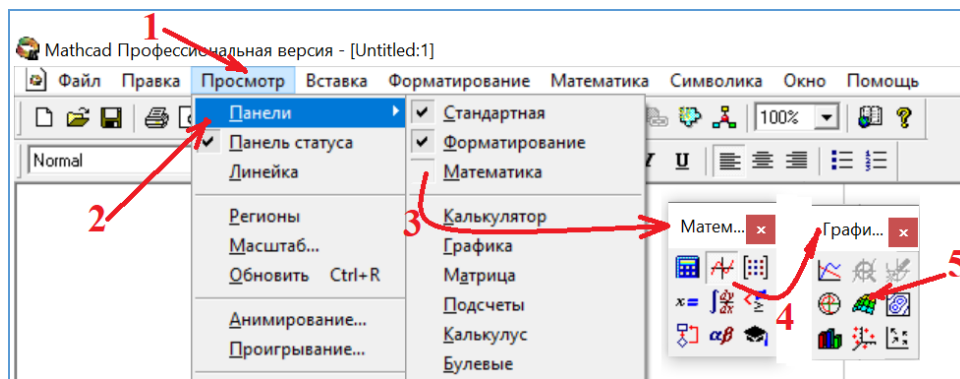 1
Mathcad Профессиональная версия - [Untitled:1]
Файл Правка Просмотр Вставка Форматирование Математика Символика Окно Помощь
100%
Normal
Панели
Панель статуса
Линейка
Регионы
Масштаб...
Обновить Ctrl+R
Анимирование...
Проигрывание...
Стандартная
Форматирование
Математика
Калькулятор
Графика
Матрица
Подсчеты
Калькулус
Булевые
U
2
3
Матем...
x=
∫ dy/dx
αβ
4
Графи...
5